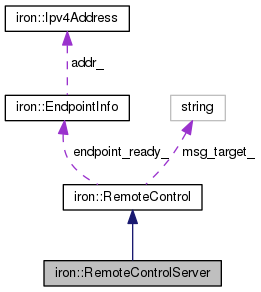 iron::Ipv4Address
addr_
iron::EndpointInfo
string
endpoint_ready_
msg_target_
iron::RemoteControl
iron::RemoteControlServer